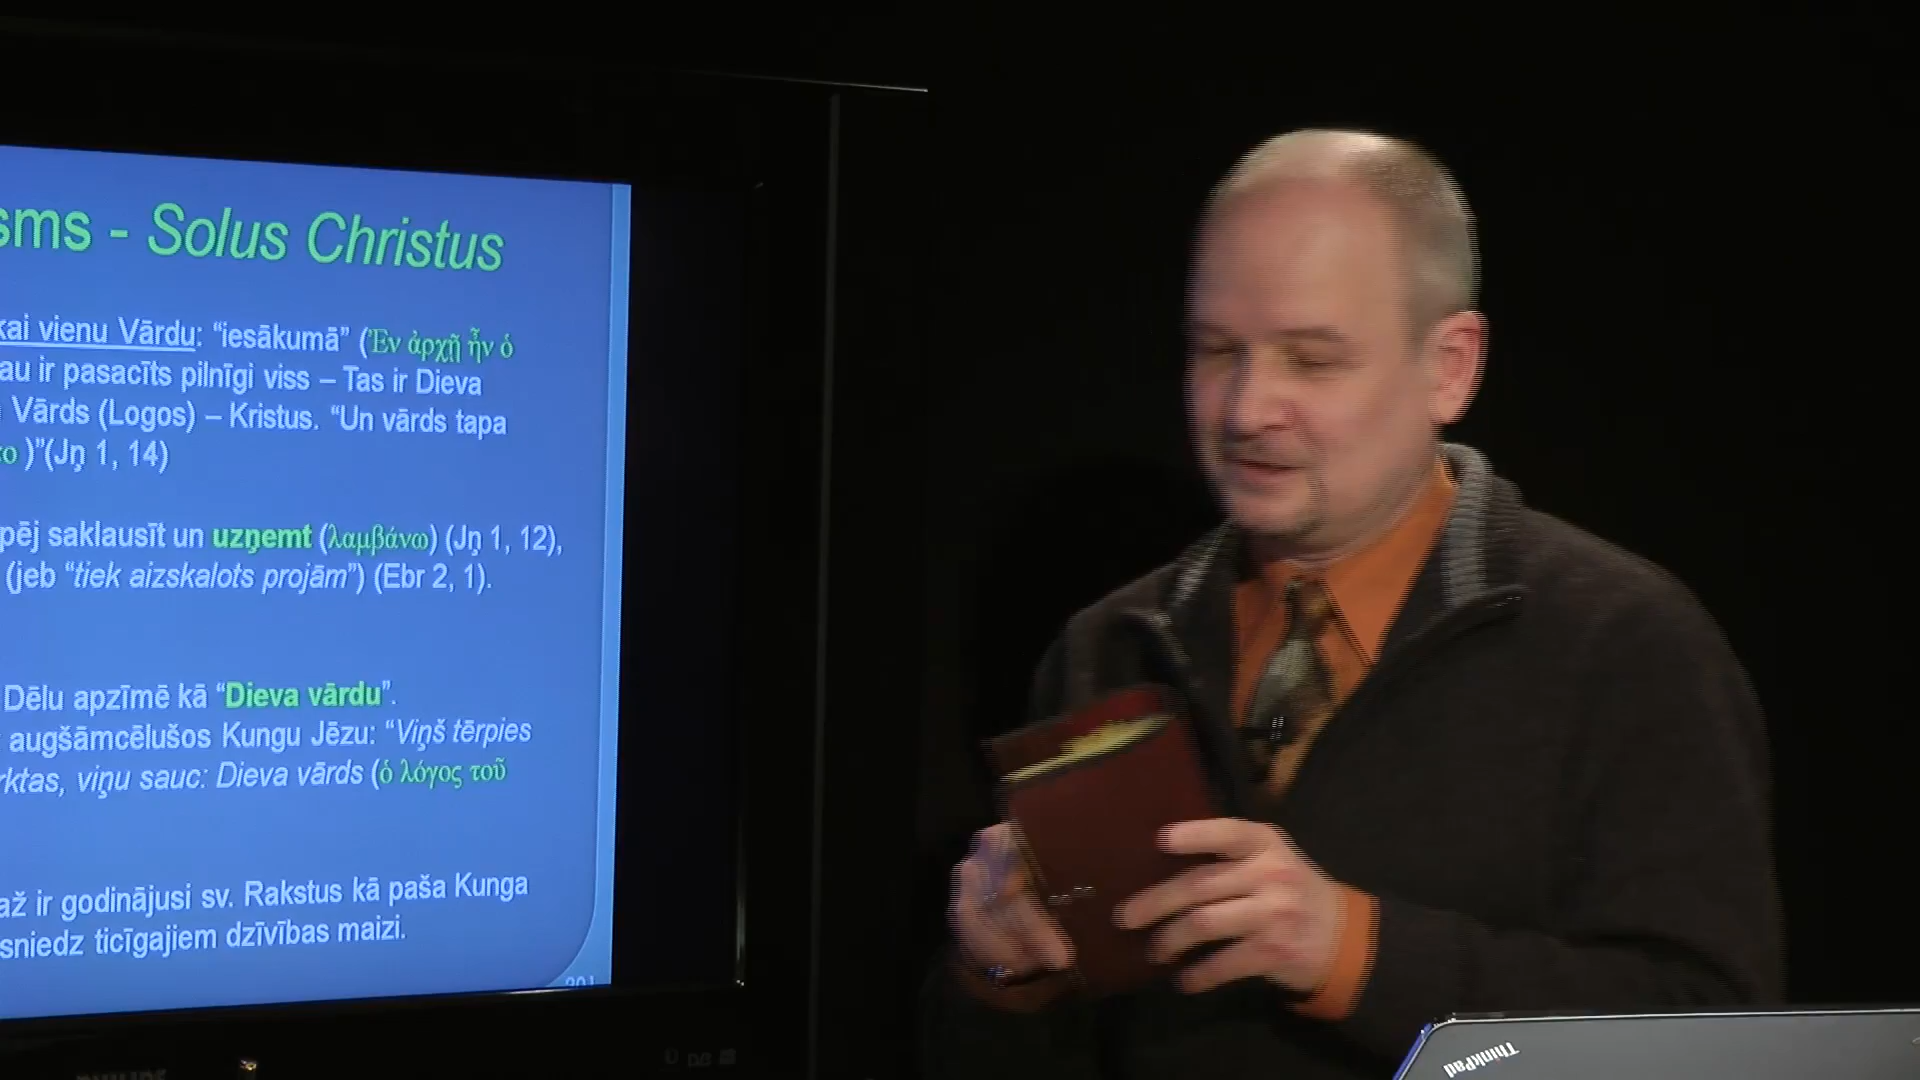 sms - Solus Christus
kai vienu Vārdu: “iesākumā” (Ἐν ἀρχῇ ἦν ὁ
au ir pasacīts pilnīgi viss – Tas ir Dieva
Vārds (Logos) – Kristus. “Un vārds tapa
το )”(Jņ 1, 14)
pēj saklausīt un uzņemt (λαμβάνω) (Jņ 1, 12),
(jeb “tiek aizskalots projām”) (Ebr 2, 1).
Dēlu apzīmē kā “Dieva vārdu”.
augšāmcēlušos Kungu Jēzu: “Viņš tērpies
rktas, viņu sauc: Dieva vārds (ὁ λόγος τοῦ
až ir godinājusi sv. Rakstus kā paša Kunga
sniedz ticīgajiem dzīvības maizi.
ThinkPad